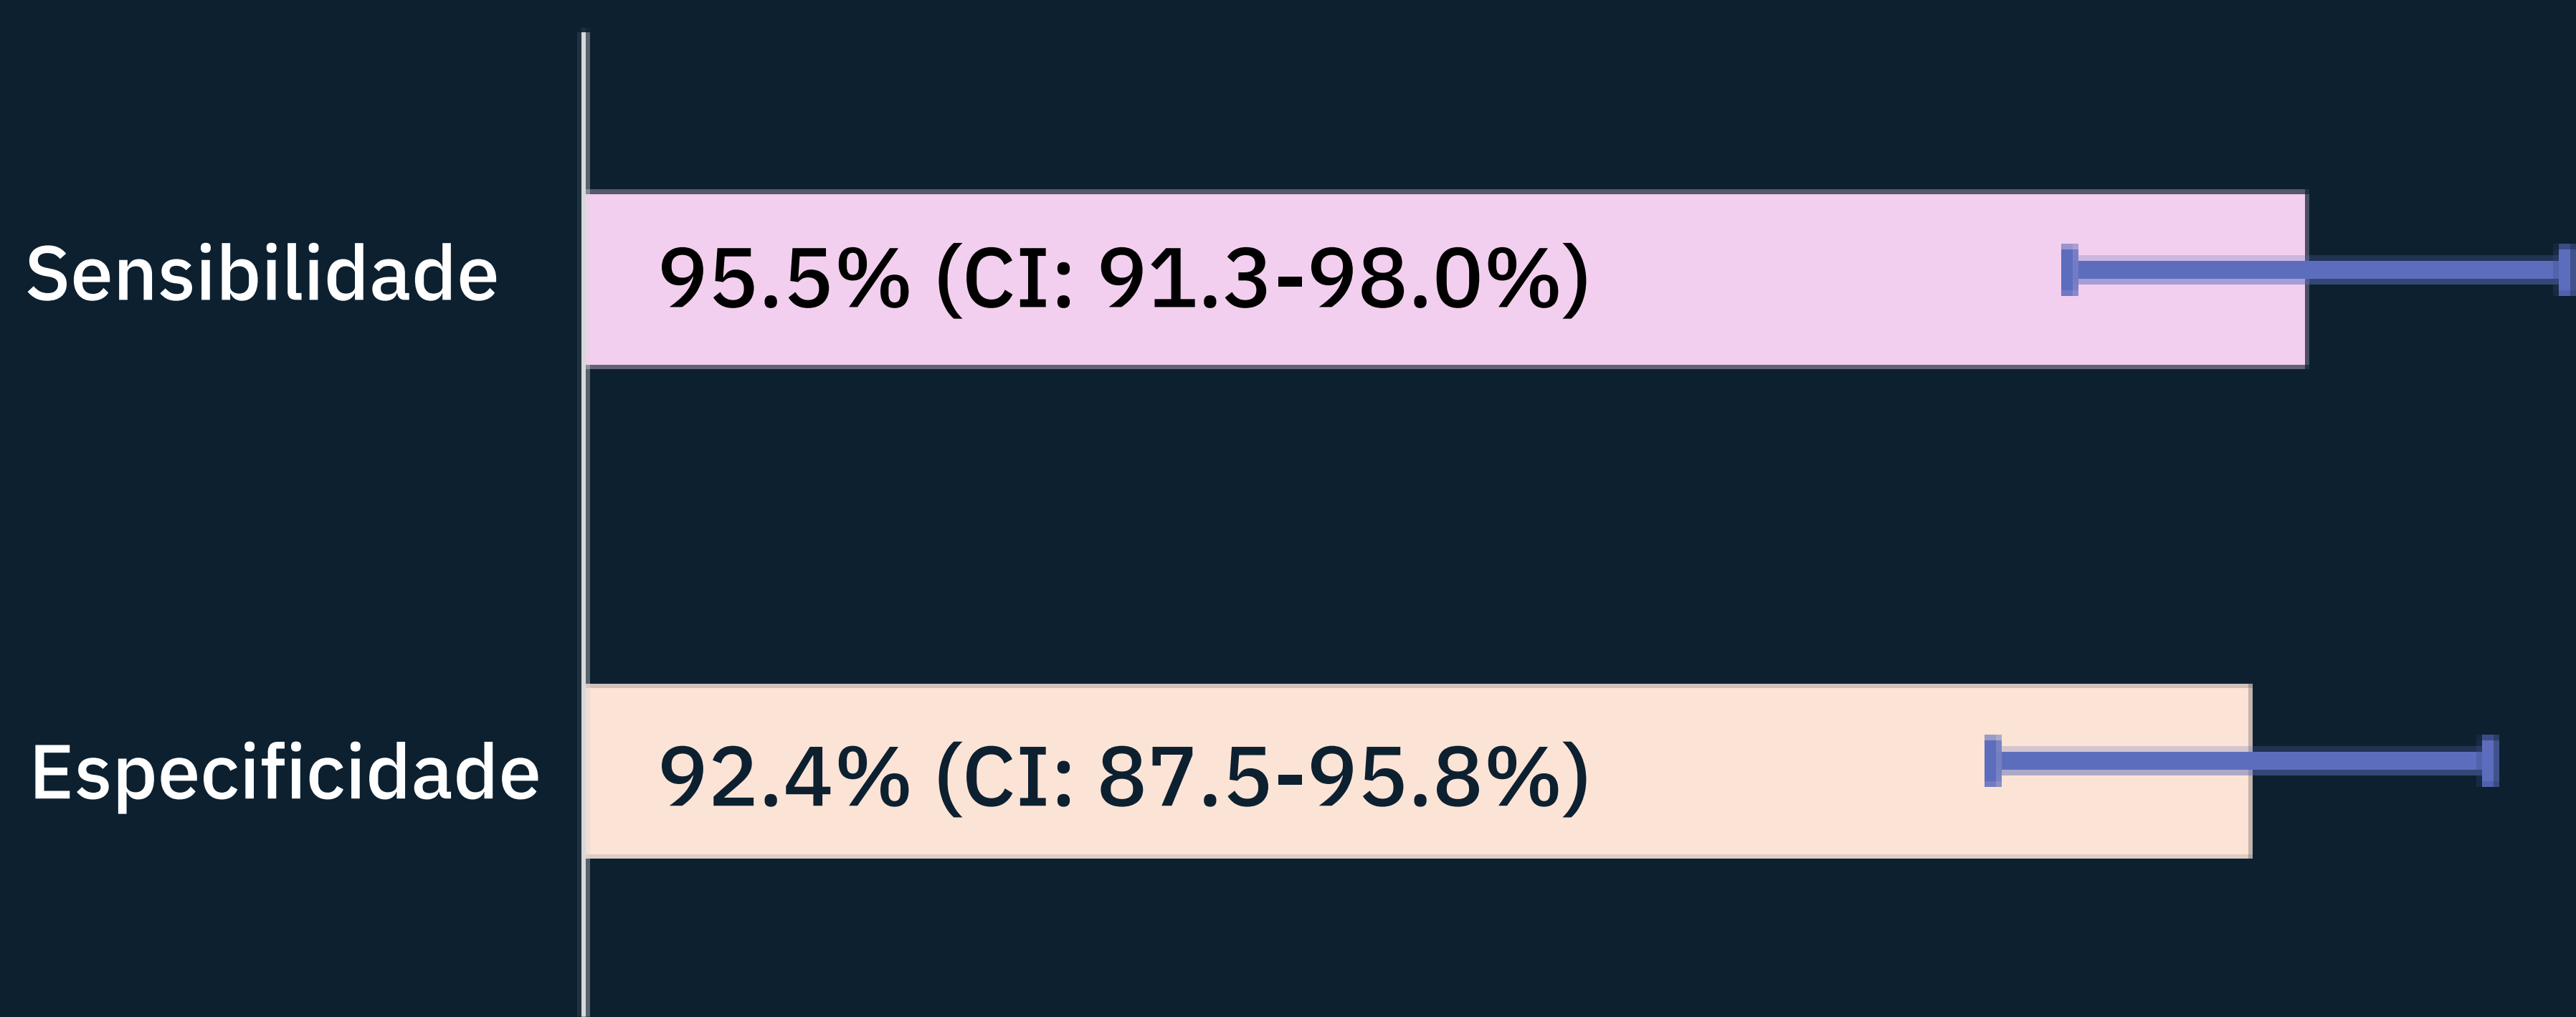 Sensibilidade
95.5% (CI: 91.3-98.0%)
Especificidade
92.4% (CI: 87.5-95.8%)